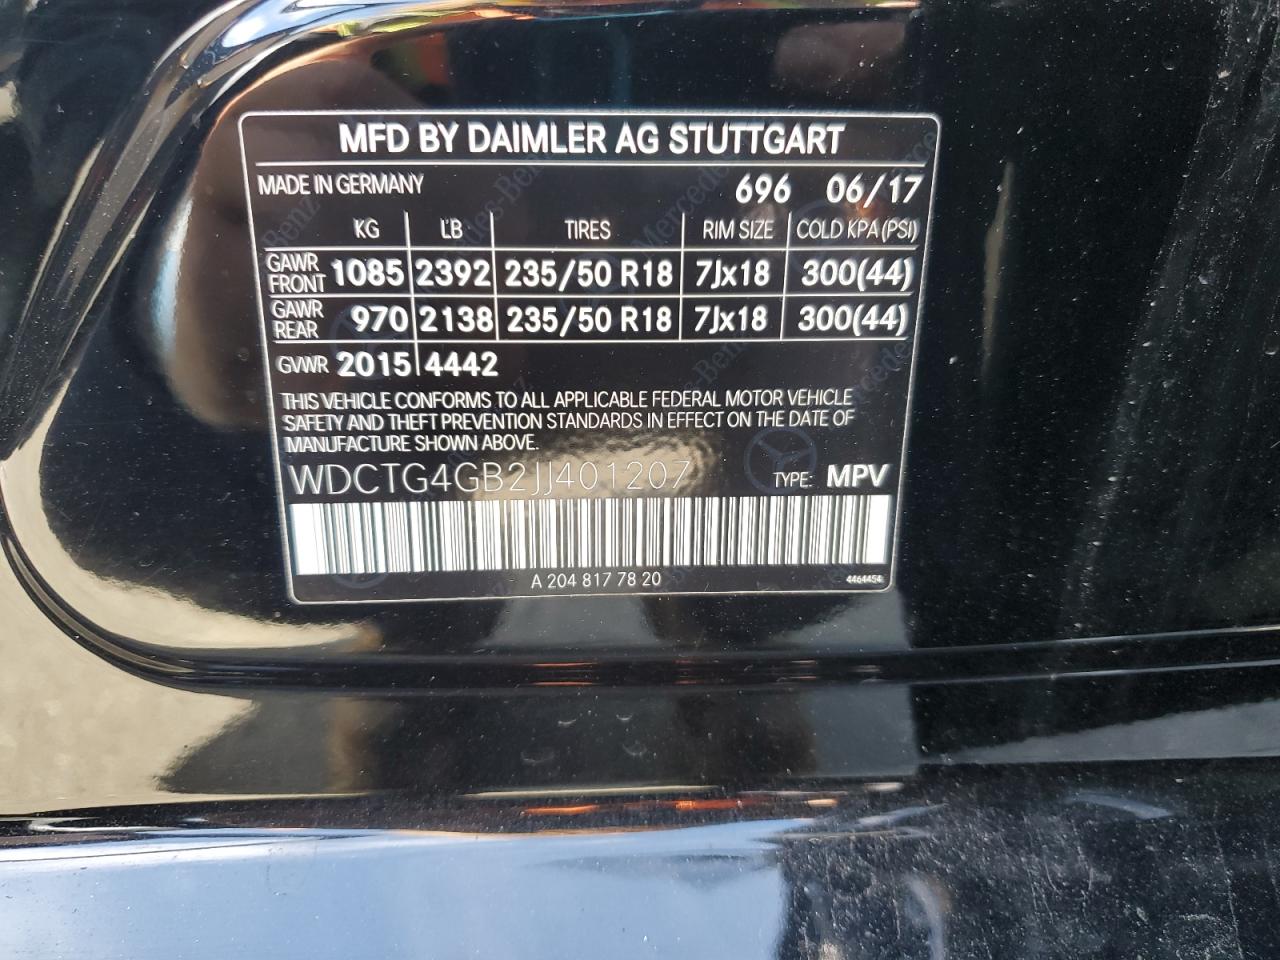 MFD BY DAIMLER AG STUTTGART
MADE IN GERMANY 696 06/17
KG LB TIRES RIM SIZE COLD KPA (PSI)
GAWR FRONT 1085 2392 235/50 R18 7Jx18 300(44)
GAWR REAR 970 2138 235/50 R18 7Jx18 300(44)
GVWR 2015 4442
THIS VEHICLE CONFORMS TO ALL APPLICABLE FEDERAL MOTOR VEHICLE
SAFETY AND THEFT PREVENTION STANDARDS IN EFFECT ON THE DATE OF
MANUFACTURE SHOWN ABOVE.
WDCTG4GB2JJ401207 TYPE: MPV
A 204 817 78 20 4464454